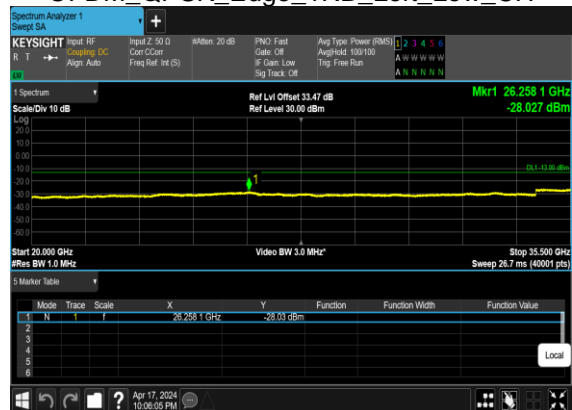 Spectrum Analyzer 1
Swept SA
+
KEYSIGHT Input: RF Input Z: 50 Ω #Atten: 20 dB PNO: Fast Avg Type: Power (RMS) 1 2 3 4 5 6
R T Coupling: DC Corr CCorr Gate: Off Avg|Hold: 100/100 A W W W W W
Align: Auto Freq Ref: Int (S) IF Gain: Low Trig: Free Run
LW Sig Track: Off A N N N N N
1 Spectrum Ref Lvl Offset 33.47 dB Mkr1 26.258 1 GHz
Scale/Div 10 dB Ref Level 30.00 dBm -28.027 dBm
Log
20.0
10.0
0.00
DL1 -13.00 dBm
-10.0
1
-20.0
-30.0
-40.0
-50.0
-60.0
Start 20.000 GHz Video BW 3.0 MHz* Stop 35.500 GHz
#Res BW 1.0 MHz Sweep 26.7 ms (40001 pts)
5 Marker Table
Mode Trace Scale X Y Function Function Width Function Value
1 N 1 f 26.258 1 GHz -28.03 dBm
2
3
4
5
6
Local
? Apr 17, 2024
10:06:05 PM